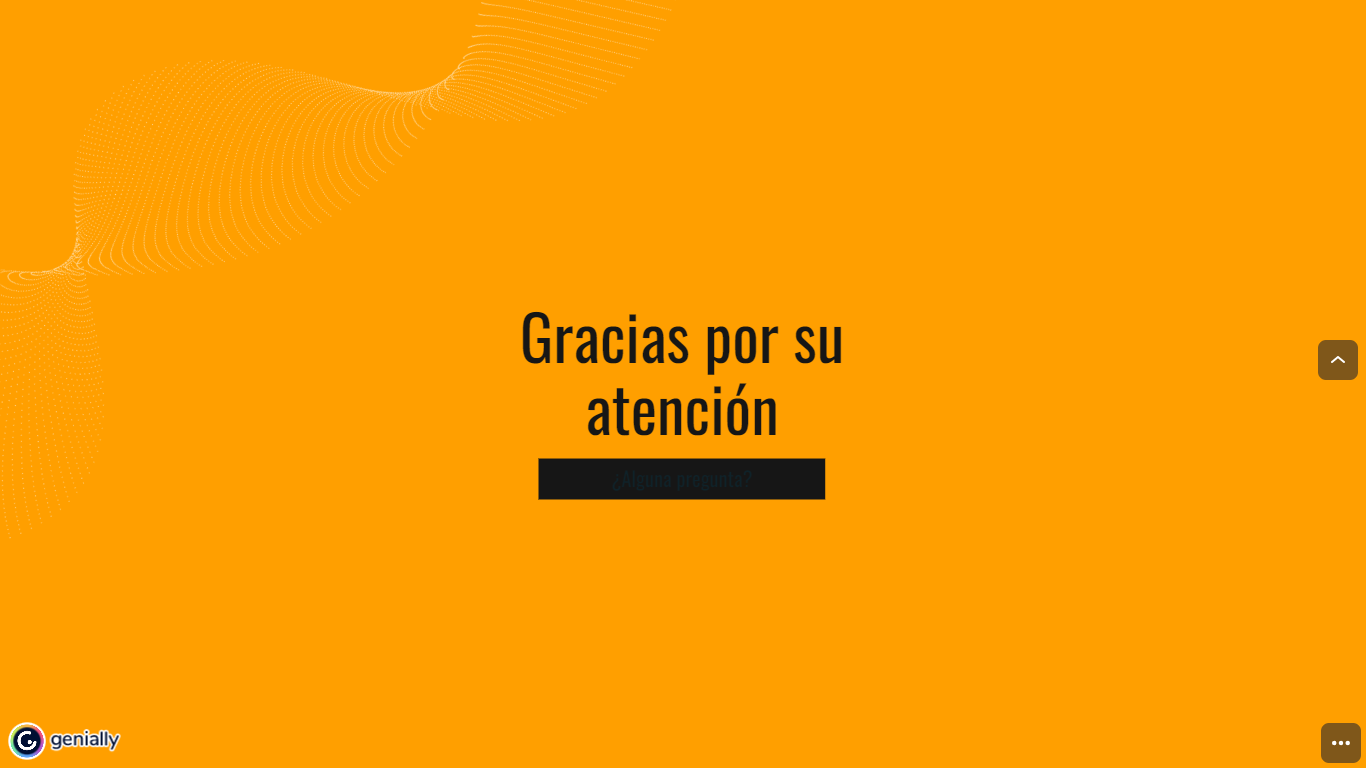 Gracias por su
atención
¿Alguna pregunta?
genially